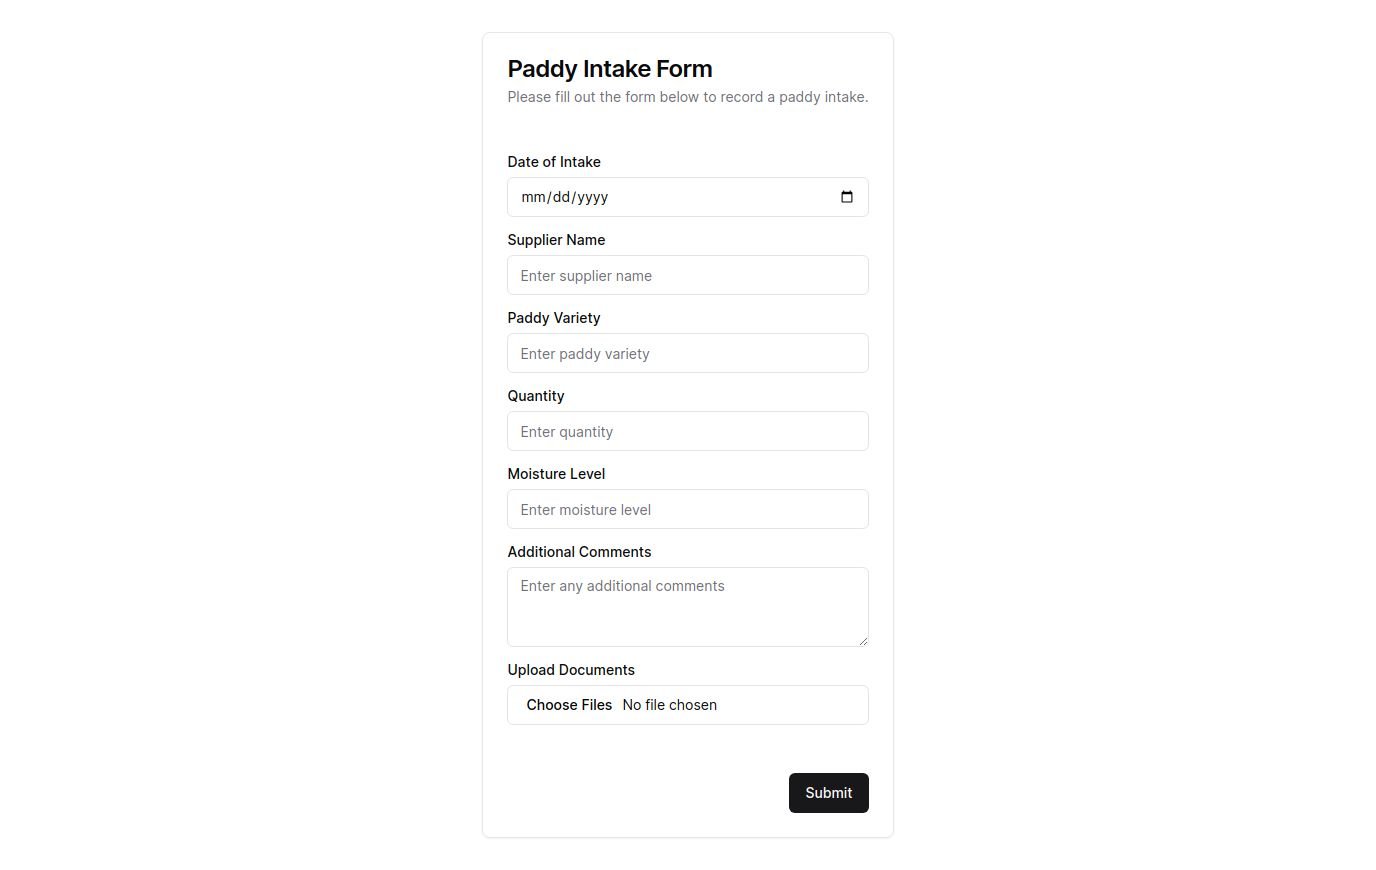 Paddy Intake Form
Please fill out the form below to record a paddy intake.
Date of Intake
mm/dd/yyyy
Supplier Name
Enter supplier name
Paddy Variety
Enter paddy variety
Quantity
Enter quantity
Moisture Level
Enter moisture level
Additional Comments
Enter any additional comments
Upload Documents
Choose Files No file chosen
Submit